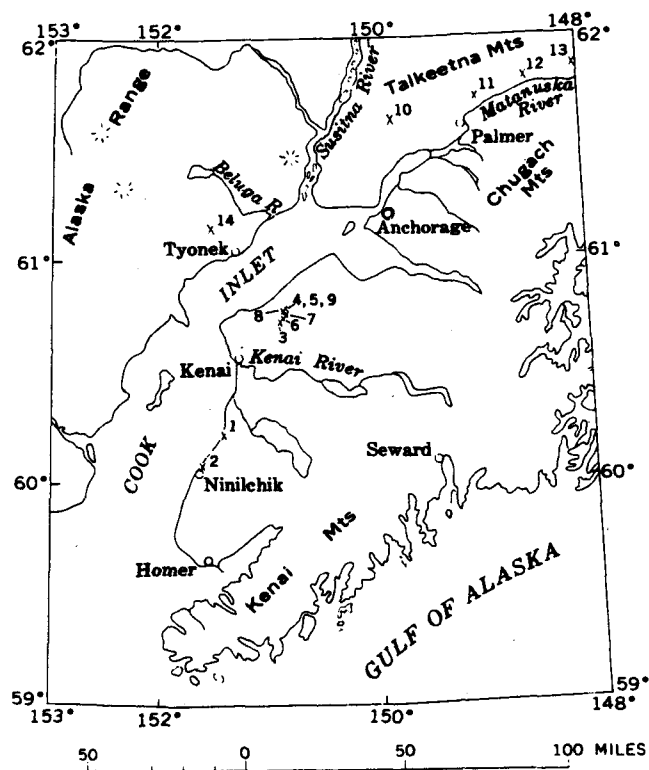 153° 152° 150° 148°
62° 62°
Alaska Range
Susitna River
Talkeetna Mts
10
11
12
13
Matanuska River
Palmer
Chugach Mts
Beluga R.
14
Tyonek
Anchorage
61° 61°
COOK INLET
4, 5, 9
8
7
6
3
Kenai
Kenai River
1
2
Ninilchik
Seward
60° 60°
Homer
Kenai Mts
GULF OF ALASKA
59° 59°
153° 152° 150° 148°
50 0 50 100 MILES